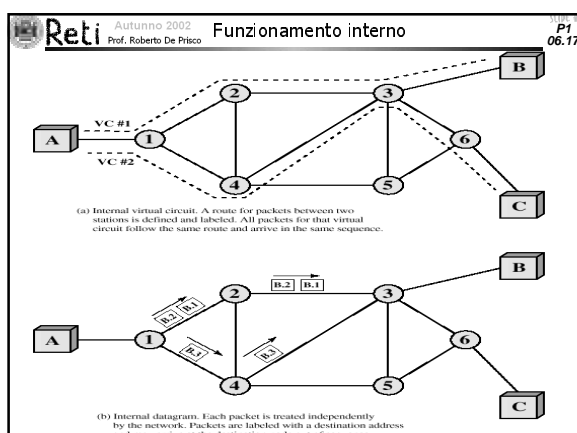 Reti
Autunno 2002
Prof. Roberto De Prisco
Funzionamento interno
P1
06.17
B
2
3
VC #1
A
1
6
VC #2
4
5
C
(a) Internal virtual circuit. A route for packets between two
stations is defined and labeled. All packets for that virtual
circuit follow the same route and arrive in the same sequence.
B
B.2 B.1
2
3
B.2 B.1
A
1
6
B.3
B.3
4
5
C
(b) Internal datagram. Each packet is treated independently
by the network. Packets are labeled with a destination address